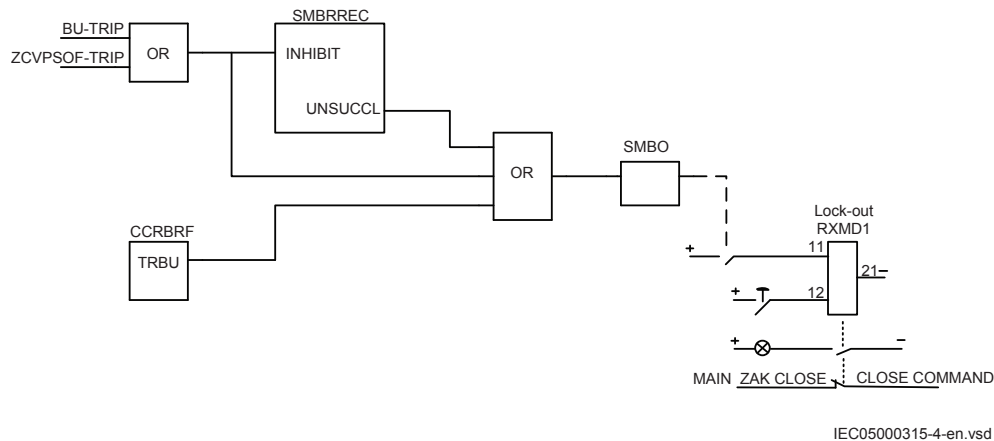 SMBRREC
BU-TRIP
ZCVPSOF-TRIP
OR
INHIBIT
UNSUCCL
OR
SMBO
CCRBRF
TRBU
Lock-out
RXMD1
+
11
21
–
+
12
+
–
MAIN ZAK CLOSE CLOSE COMMAND
IEC05000315-4-en.vsd